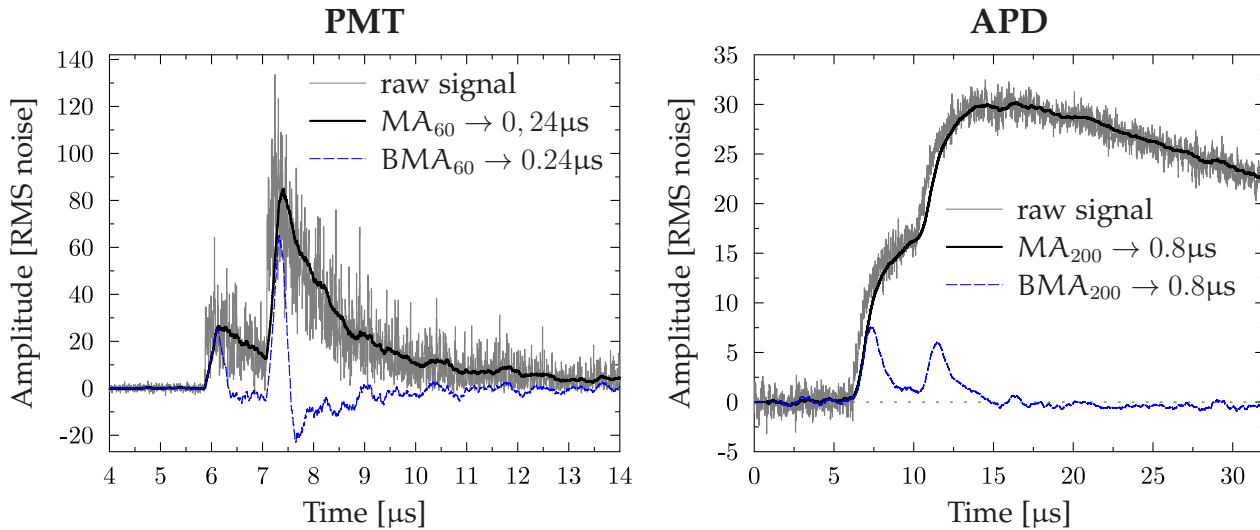 PMT
Amplitude [RMS noise]
140
120
100
80
60
40
20
0
-20
raw signal
MA₆₀ → 0, 24µs
BMA₆₀ → 0.24µs
4 5 6 7 8 9 10 11 12 13 14
Time [µs]
APD
Amplitude [RMS noise]
35
30
25
20
15
10
5
0
-5
raw signal
MA₂₀₀ → 0.8µs
BMA₂₀₀ → 0.8µs
0 5 10 15 20 25 30
Time [µs]